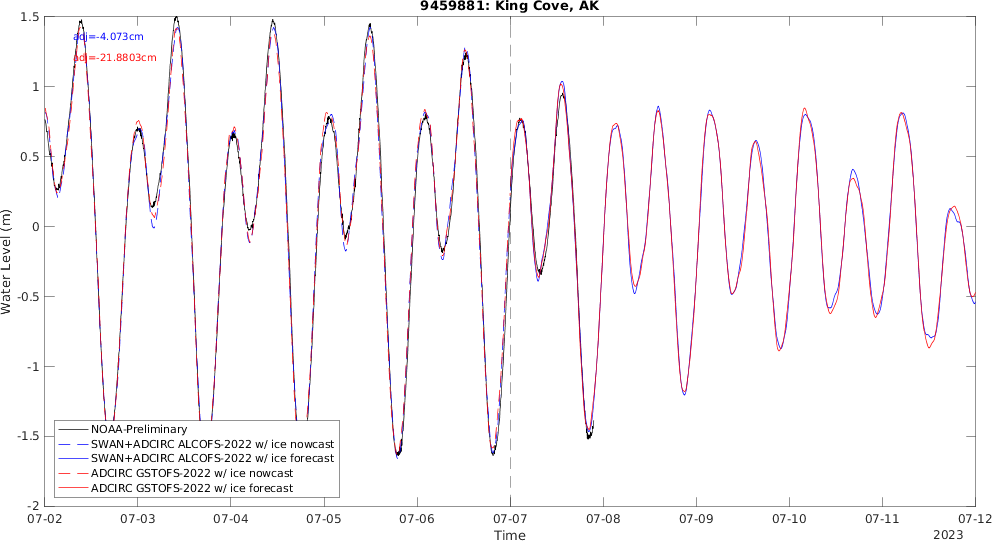 9459881: King Cove, AK
adj=-4.073cm
adj=-21.8803cm
Water Level (m)
1.5
1
0.5
0
-0.5
-1
-1.5
-2
NOAA-Preliminary
SWAN+ADCIRC ALCOFS-2022 w/ ice nowcast
SWAN+ADCIRC ALCOFS-2022 w/ ice forecast
ADCIRC GSTOFS-2022 w/ ice nowcast
ADCIRC GSTOFS-2022 w/ ice forecast
07-02 07-03 07-04 07-05 07-06 07-07 07-08 07-09 07-10 07-11 07-12
Time
2023